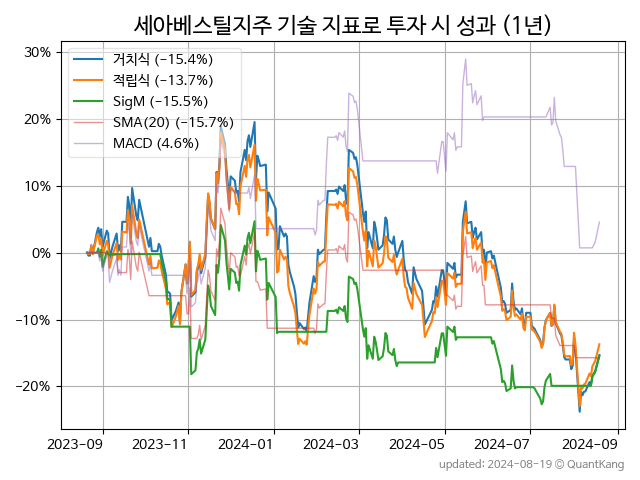 세아베스틸지주 기술 지표로 투자 시 성과 (1년)
30%
20%
10%
0%
−10%
−20%
거치식 (−15.4%)
적립식 (−13.7%)
SigM (−15.5%)
SMA(20) (−15.7%)
MACD (4.6%)
2023-09 2023-11 2024-01 2024-03 2024-05 2024-07 2024-09
updated: 2024-08-19 © QuantKang